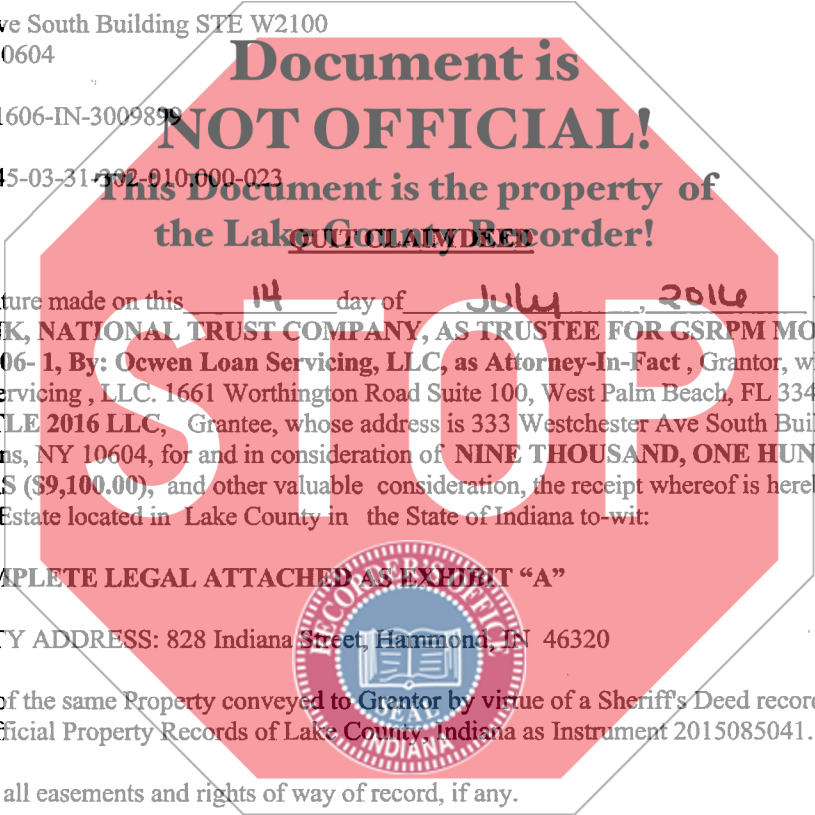 ve South Building STE W2100
0604
Document is
1606-IN-3009899
NOT OFFICIAL!
45-03-31-302-010.000-023
This Document is the property of
the Lake County Recorder!
QUIT CLAIM DEED
ture made on this 14 day of July, 2016
K, NATIONAL TRUST COMPANY, AS TRUSTEE FOR GSRPM MO
06- 1, By: Ocwen Loan Servicing, LLC, as Attorney-In-Fact , Grantor, w
ervicing , LLC. 1661 Worthington Road Suite 100, West Palm Beach, FL 334
LE 2016 LLC, Grantee, whose address is 333 Westchester Ave South Buil
ns, NY 10604, for and in consideration of NINE THOUSAND, ONE HUN
S ($9,100.00), and other valuable consideration, the receipt whereof is hereb
Estate located in Lake County in the State of Indiana to-wit:
STOP
MPLETE LEGAL ATTACHED AS EXHIBIT “A”
TY ADDRESS: 828 Indiana Street, Hammond, IN 46320
of the same Property conveyed to Grantor by virtue of a Sheriff's Deed record
fficial Property Records of Lake County, Indiana as Instrument 2015085041.
RECORDER'S OFFICE
SEAL
INDIANA
all easements and rights of way of record, if any.